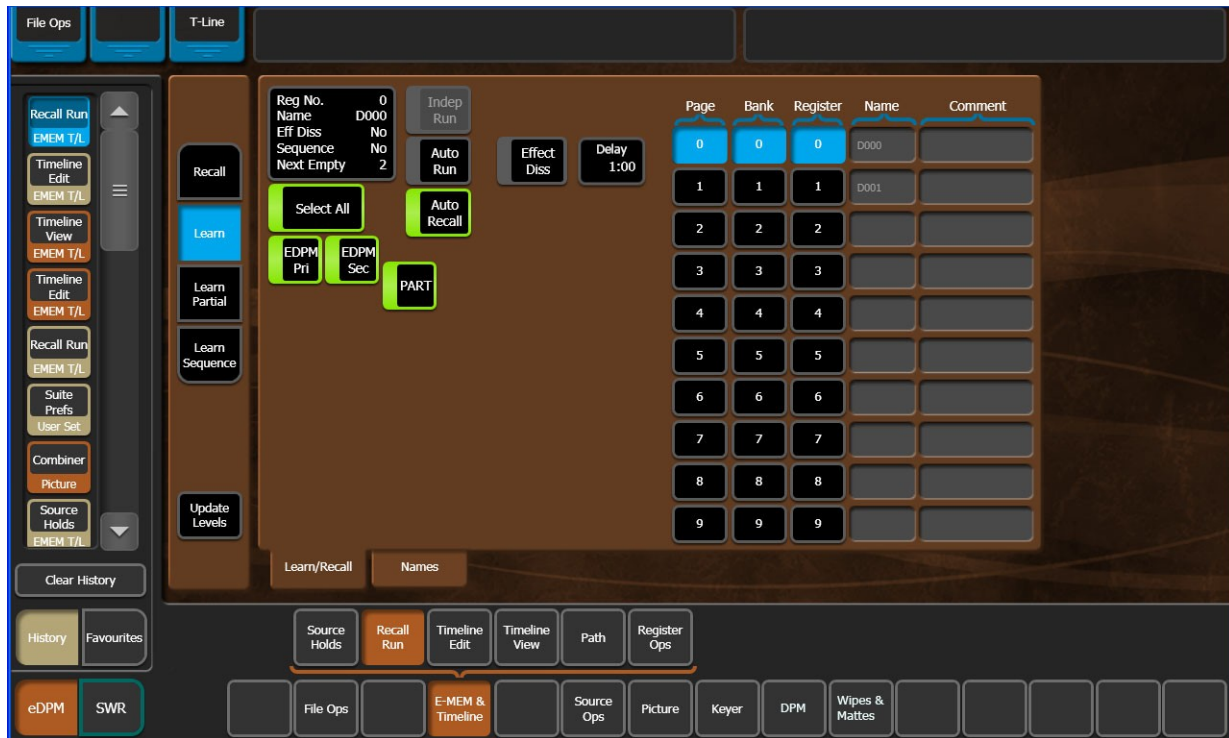 File Ops
T-Line
Recall Run
EMEM T/L
Timeline
Edit
EMEM T/L
Timeline
View
EMEM T/L
Timeline
Edit
EMEM T/L
Recall Run
EMEM T/L
Suite
Prefs
User Set
Combiner
Picture
Source
Holds
EMEM T/L
Clear History
History
Favourites
eDPM
SWR
Recall
Learn
Learn
Partial
Learn
Sequence
Update
Levels
Reg No. 0
Name D000
Eff Diss No
Sequence No
Next Empty 2
Indep
Run
Auto
Run
Auto
Recall
Effect
Diss
Delay
1:00
Select All
EDPM
Pri
EDPM
Sec
PART
Page Bank Register Name Comment
0 0 0 D000
1 1 1 D001
2 2 2
3 3 3
4 4 4
5 5 5
6 6 6
7 7 7
8 8 8
9 9 9
Learn/Recall
Names
Source
Holds
Recall
Run
Timeline
Edit
Timeline
View
Path
Register
Ops
File Ops
E-MEM &
Timeline
Source
Ops
Picture
Keyer
DPM
Wipes &
Mattes